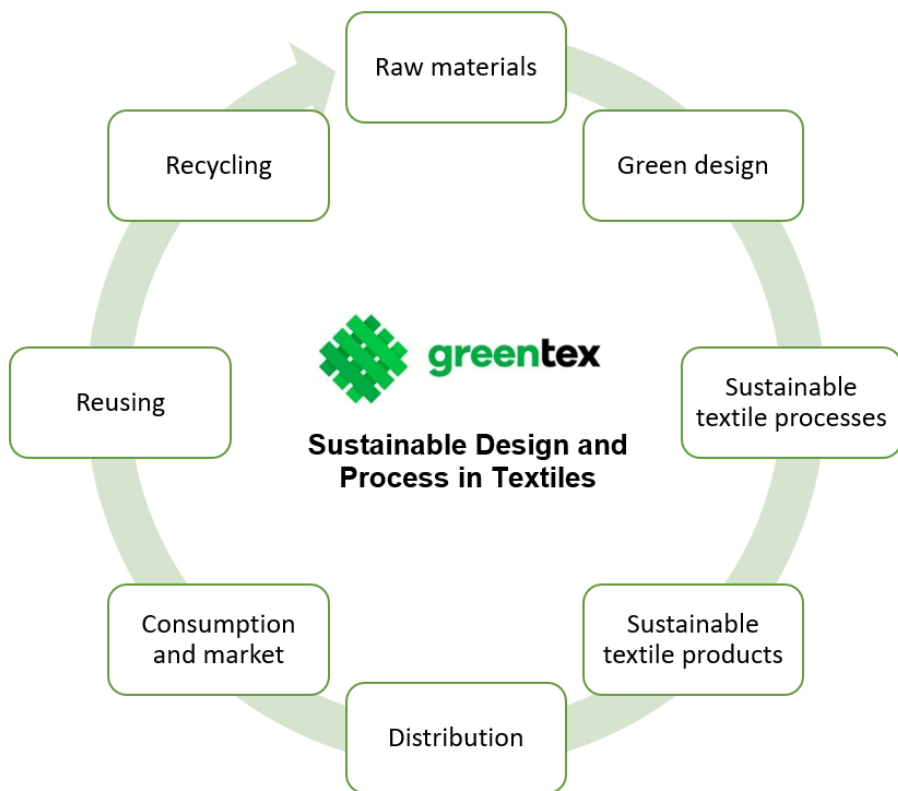 Raw materials
Green design
Sustainable
textile processes
Sustainable
textile products
Distribution
Consumption
and market
Reusing
Recycling
greentex
Sustainable Design and
Process in Textiles